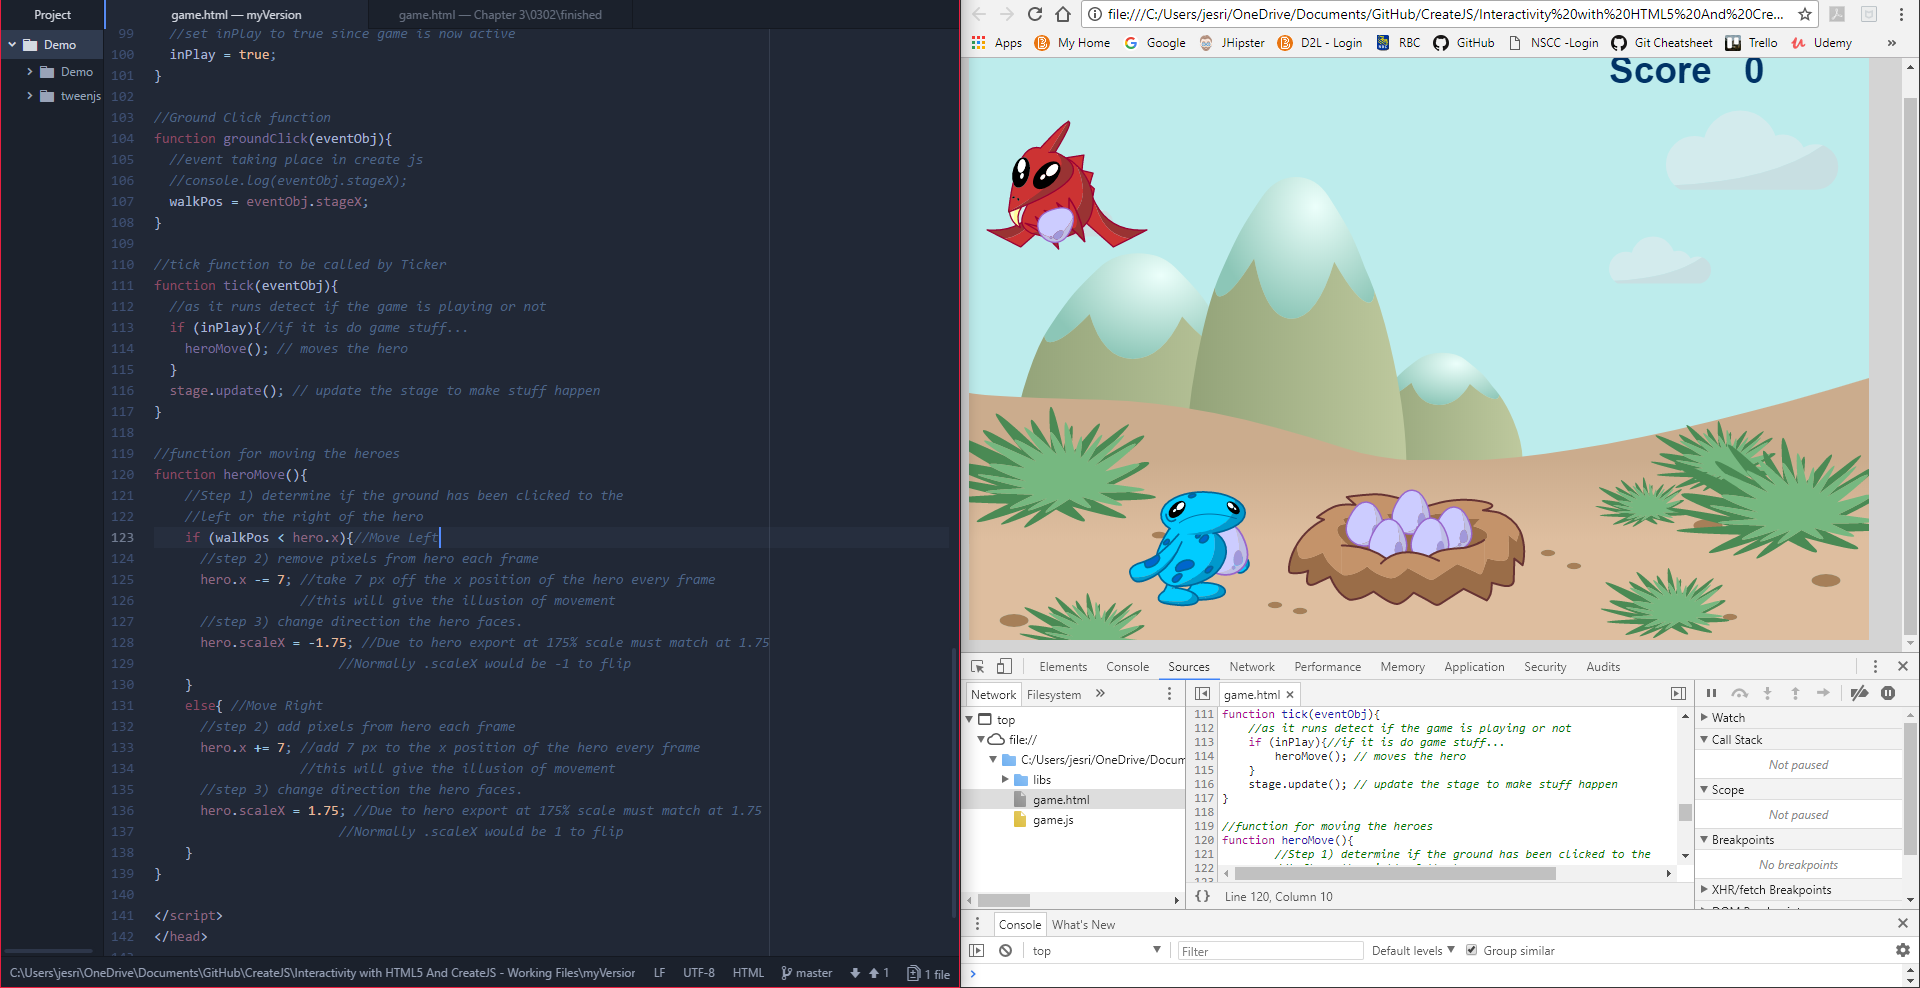 Project
game.html — myVersion
game.html — Chapter 3\0302\finished
Demo
Demo
tweenjs
99 //set inPlay to true since game is now active
100 inPlay = true;
101 }
102
103 //Ground Click function
104 function groundClick(eventObj){
105 //event taking place in create js
106 //console.log(eventObj.stageX);
107 walkPos = eventObj.stageX;
108 }
109
110 //tick function to be called by Ticker
111 function tick(eventObj){
112 //as it runs detect if the game is playing or not
113 if (inPlay){//if it is do game stuff...
114 heroMove(); // moves the hero
115 }
116 stage.update(); // update the stage to make stuff happen
117 }
118
119 //function for moving the heroes
120 function heroMove(){
121 //Step 1) determine if the ground has been clicked to the
122 //left or the right of the hero
123 if (walkPos < hero.x){//Move Left
124 //step 2) remove pixels from hero each frame
125 hero.x -= 7; //take 7 px off the x position of the hero every frame
126 //this will give the illusion of movement
127 //step 3) change direction the hero faces.
128 hero.scaleX = -1.75; //Due to hero export at 175% scale must match at 1.75
129 //Normally .scaleX would be -1 to flip
130 }
131 else{ //Move Right
132 //step 2) add pixels from hero each frame
133 hero.x += 7; //add 7 px to the x position of the hero every frame
134 //this will give the illusion of movement
135 //step 3) change direction the hero faces.
136 hero.scaleX = 1.75; //Due to hero export at 175% scale must match at 1.75
137 //Normally .scaleX would be 1 to flip
138 }
139 }
140
141 </script>
142 </head>
C:\Users\jesri\OneDrive\Documents\GitHub\CreateJS\Interactivity with HTML5 And CreateJS - Working Files\myVersior LF UTF-8 HTML master 1 1 file
file:///C:/Users/jesri/OneDrive/Documents/GitHub/CreateJS/Interactivity%20with%20HTML5%20And%20Cre...
Apps My Home Google JHipster D2L - Login RBC GitHub NSCC -Login Git Cheatsheet Trello Udemy »
Score 0
Elements Console Sources Network Performance Memory Application Security Audits
Network Filesystem »
top
file://
C:/Users/jesri/OneDrive/Docum
libs
game.html
game.js
game.html ×
111 function tick(eventObj){
112 //as it runs detect if the game is playing or not
113 if (inPlay){//if it is do game stuff...
114 heroMove(); // moves the hero
115 }
116 stage.update(); // update the stage to make stuff happen
117 }
118
119 //function for moving the heroes
120 function heroMove(){
121 //Step 1) determine if the ground has been clicked to the
122
{} Line 120, Column 10
Watch
Call Stack
Not paused
Scope
Not paused
Breakpoints
No breakpoints
XHR/fetch Breakpoints
Console What's New
top Filter Default levels Group similar